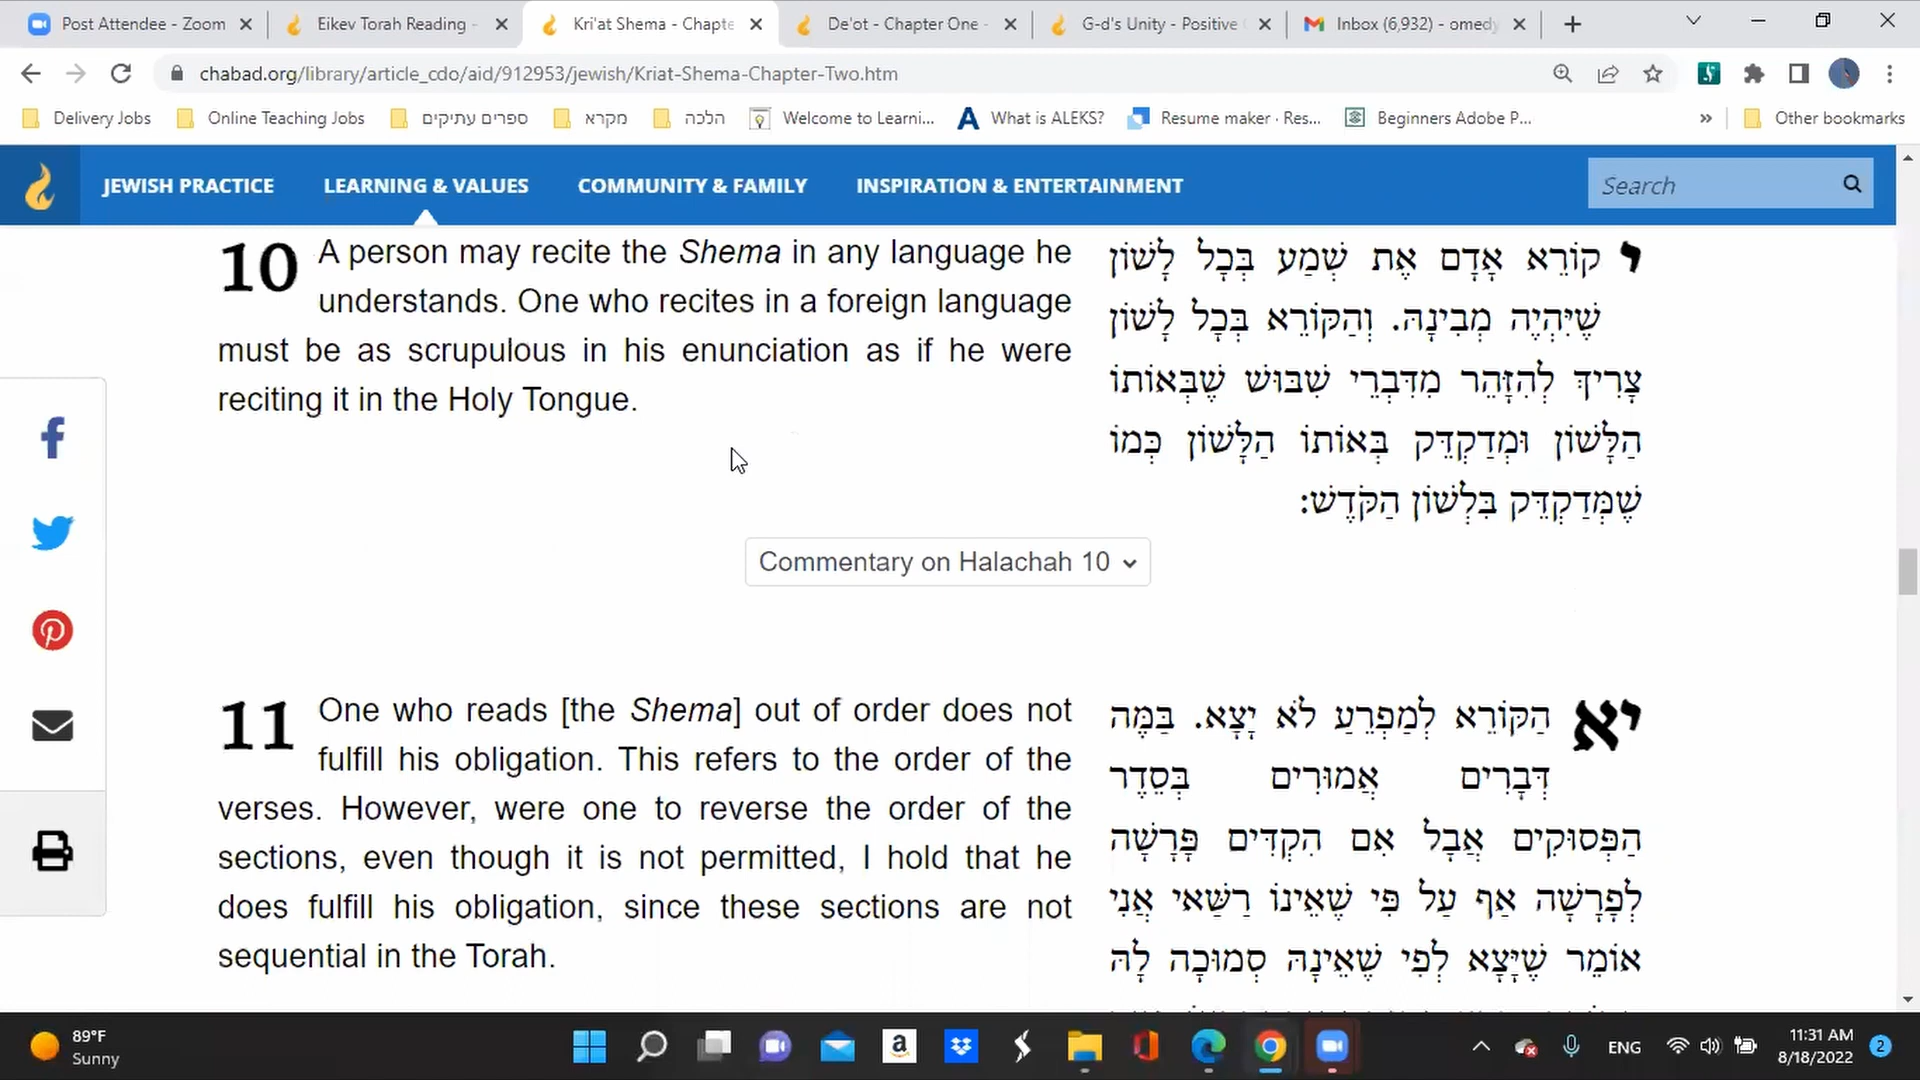 Post Attendee - Zoom
Eikev Torah Reading -
Kri'at Shema - Chapte
De'ot - Chapter One -
G-d's Unity - Positive
Inbox (6,932) - omedy
chabad.org/library/article_cdo/aid/912953/jewish/Kriat-Shema-Chapter-Two.htm
Delivery Jobs
Online Teaching Jobs
ספרים עתיקים
מקרא
הלכה
Welcome to Learni...
What is ALEKS?
Resume maker · Res...
Beginners Adobe P...
Other bookmarks
JEWISH PRACTICE
LEARNING & VALUES
COMMUNITY & FAMILY
INSPIRATION & ENTERTAINMENT
Search
10 A person may recite the Shema in any language he
understands. One who recites in a foreign language
must be as scrupulous in his enunciation as if he were
reciting it in the Holy Tongue.
י קוֹרֵא אָדָם אֶת שְׁמַע בְּכָל לָשׁוֹן
שֶׁיִּהְיֶה מְבִינָהּ. וְהַקּוֹרֵא בְּכָל לָשׁוֹן
צָרִיךְ לְהִזָּהֵר מִדִּבְרֵי שִׁבּוּשׁ שֶׁבְּאוֹתוֹ
הַלָּשׁוֹן וּמְדַקְדֵּק בְּאוֹתוֹ הַלָּשׁוֹן כְּמוֹ
שֶׁמְּדַקְדֵּק בִּלְשׁוֹן הַקֹּדֶשׁ:
Commentary on Halachah 10
11 One who reads [the Shema] out of order does not
fulfill his obligation. This refers to the order of the
verses. However, were one to reverse the order of the
sections, even though it is not permitted, I hold that he
does fulfill his obligation, since these sections are not
sequential in the Torah.
יא הַקּוֹרֵא לְמַפְרֵעַ לֹא יָצָא. בַּמֶּה
דְּבָרִים אֲמוּרִים בְּסֵדֶר
הַפְּסוּקִים אֲבָל אִם הִקְדִּים פָּרָשָׁה
לְפָרָשָׁה אַף עַל פִּי שֶׁאֵינוֹ רַשַּׁאי אֲנִי
אוֹמֵר שֶׁיָּצָא לְפִי שֶׁאֵינָהּ סְמוּכָה לָהּ
89°F
Sunny
ENG
11:31 AM
8/18/2022
2